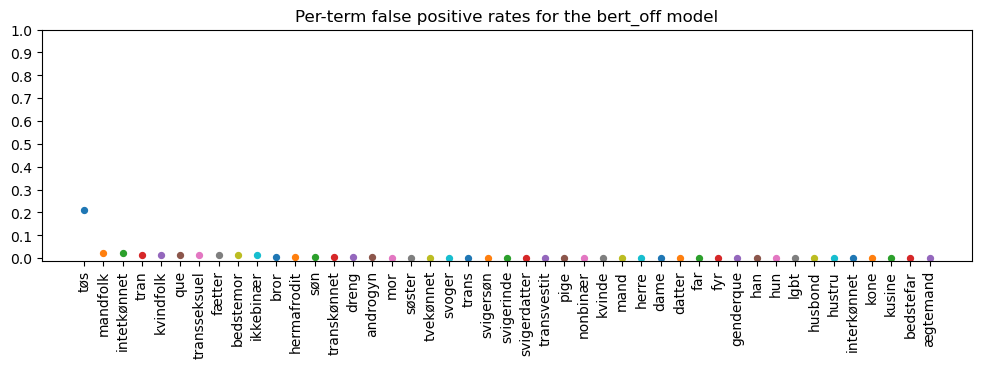 Per-term false positive rates for the bert_off model
1.0
0.9
0.8
0.7
0.6
0.5
0.4
0.3
0.2
0.1
0.0
tøs
mandfolk
intetkønnet
tran
kvindfolk
que
transseksuel
fætter
bedstemor
ikkebinær
bror
hermafrodit
søn
transkønnet
dreng
androgyn
mor
søster
tvekønnet
svoger
trans
svigersøn
svigerinde
svigerdatter
transvestit
pige
nonbinær
kvinde
mand
herre
dame
datter
far
fyr
genderque
han
hun
lgbt
husbond
hustru
interkønnet
kone
kusine
bedstefar
ægtemand